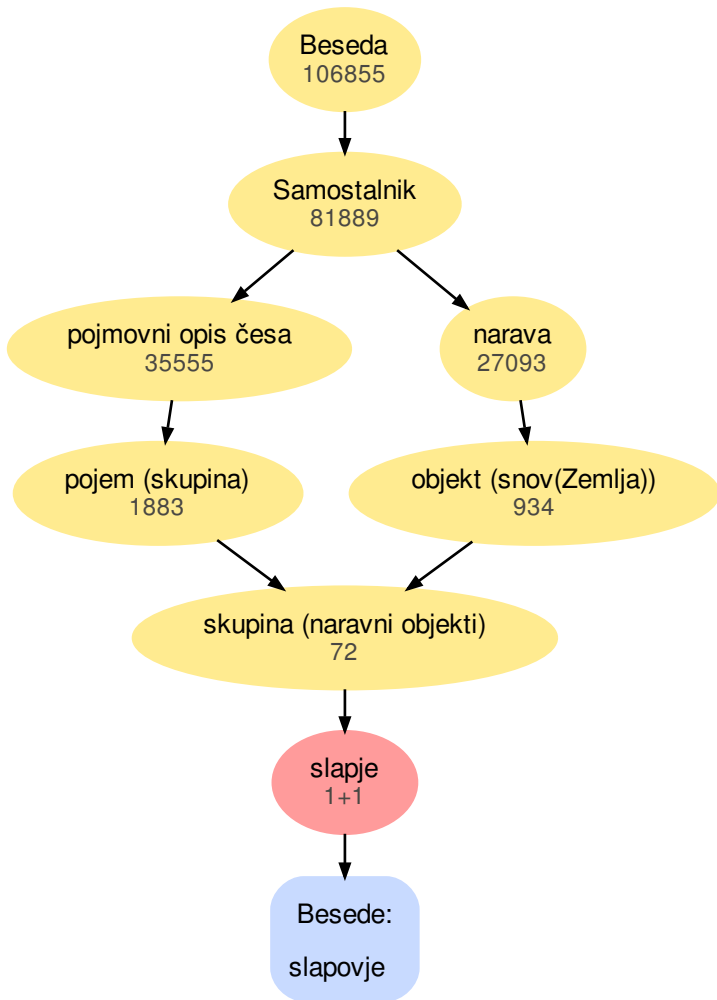 Beseda
106855
Samostalnik
81889
pojmovni opis česa
35555
narava
27093
pojem (skupina)
1883
objekt (snov(Zemlja))
934
skupina (naravni objekti)
72
slapje
1+1
Besede:
slapovje